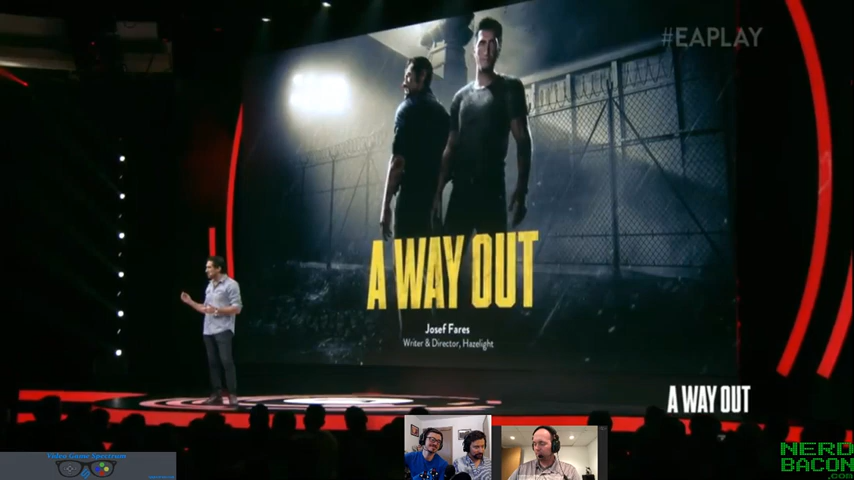 #EAPLAY
A WAY OUT
Josef Fares
Writer & Director, Hazelight
A WAY OUT
Video Game Spectrum
NERD
BACON
.com